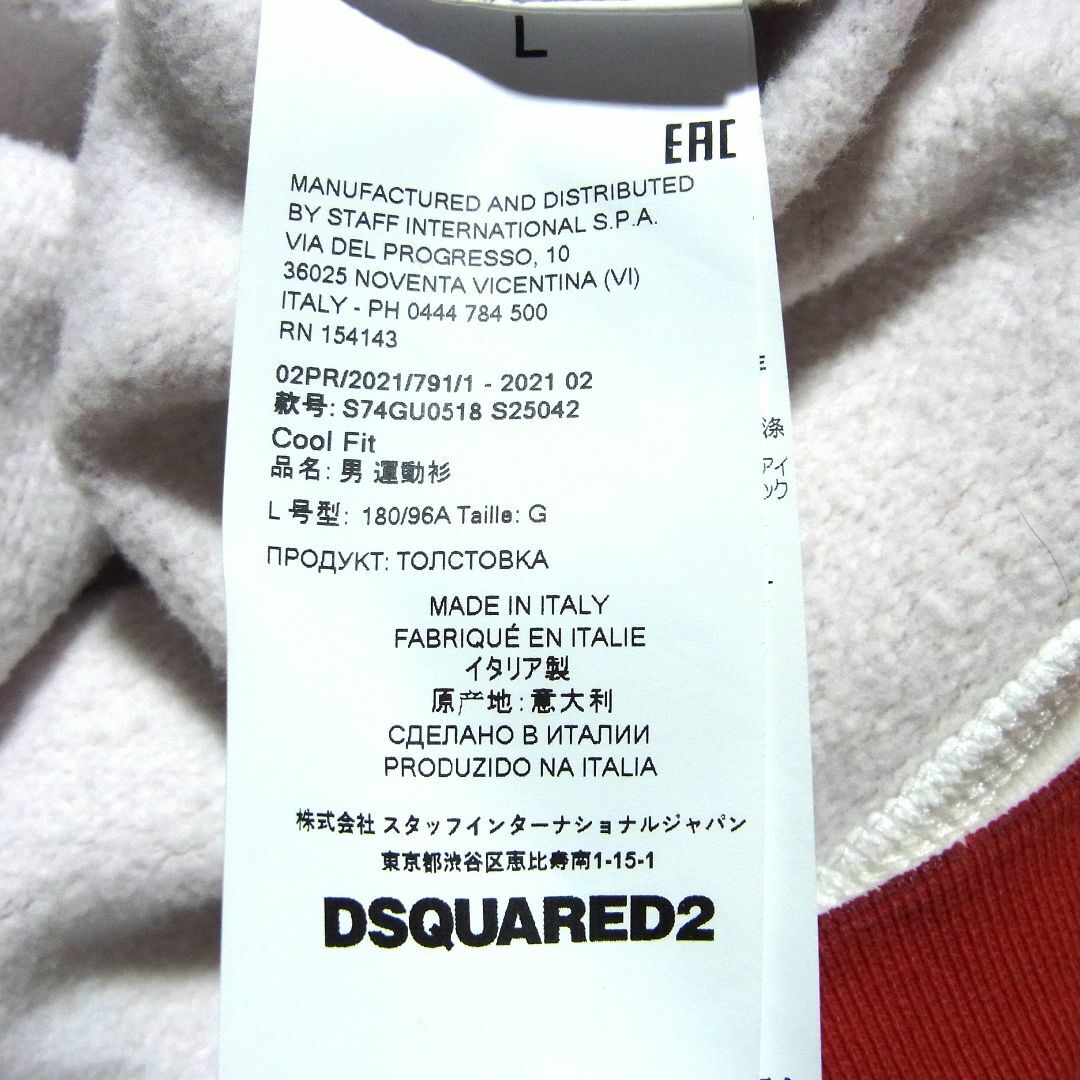 L
EAC
MANUFACTURED AND DISTRIBUTED
BY STAFF INTERNATIONAL S.P.A.
VIA DEL PROGRESSO, 10
36025 NOVENTA VICENTINA (VI)
ITALY - PH 0444 784 500
RN 154143
02PR/2021/791/1 - 2021 02
款号: S74GU0518 S25042
Cool Fit
品名: 男 運動衫
L 号型: 180/96A Taille: G
ПРОДУКТ: ТОЛСТОВКА
MADE IN ITALY
FABRIQUÉ EN ITALIE
イタリア製
原产地: 意大利
СДЕЛАНО В ИТАЛИИ
PRODUZIDO NA ITALIA
株式会社 スタッフインターナショナルジャパン
東京都渋谷区恵比寿南1-15-1
DSQUARED2
涤
アイ
ック